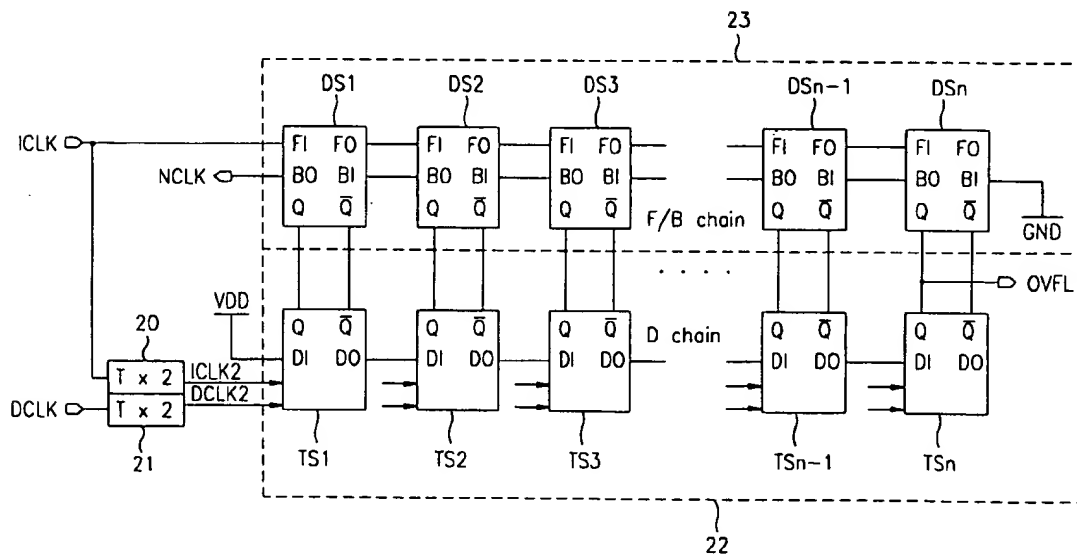 23
DS1 DS2 DS3 DSn-1 DSn
ICLK FI FO FI FO FI FO FI FO FI FO
NCLK BO BI BO BI BO BI BO BI BO BI
Q Q̅ Q Q̅ Q Q̅ F/B chain Q Q̅ Q Q̅ GND
. . . .
OVFL
VDD
20 Q Q̅ Q Q̅ Q Q̅ D chain Q Q̅ Q Q̅
DI DO DI DO DI DO DI DO DI DO
T x 2 ICLK2
DCLK T x 2 DCLK2
21 TS1 TS2 TS3 TSn-1 TSn
22